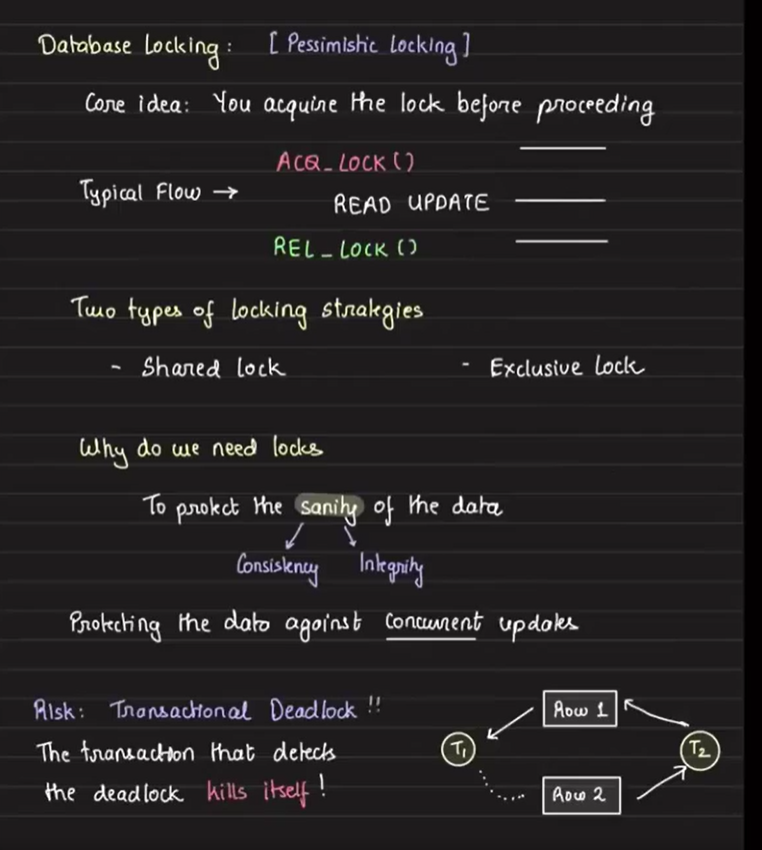 Database Locking: [ Pessimistic Locking ]
Core idea: You acquire the lock before proceeding
ACQ_LOCK()
Typical Flow →
READ UPDATE
REL_LOCK()
Two types of locking strategies
- Shared lock - Exclusive Lock
Why do we need locks
To protect the sanity of the data
Consistency Integrity
Protecting the data against concurrent updates
Risk: Transactional Deadlock !!
The transaction that detects
the deadlock kills itself!
Row 1
T1 T2
Row 2